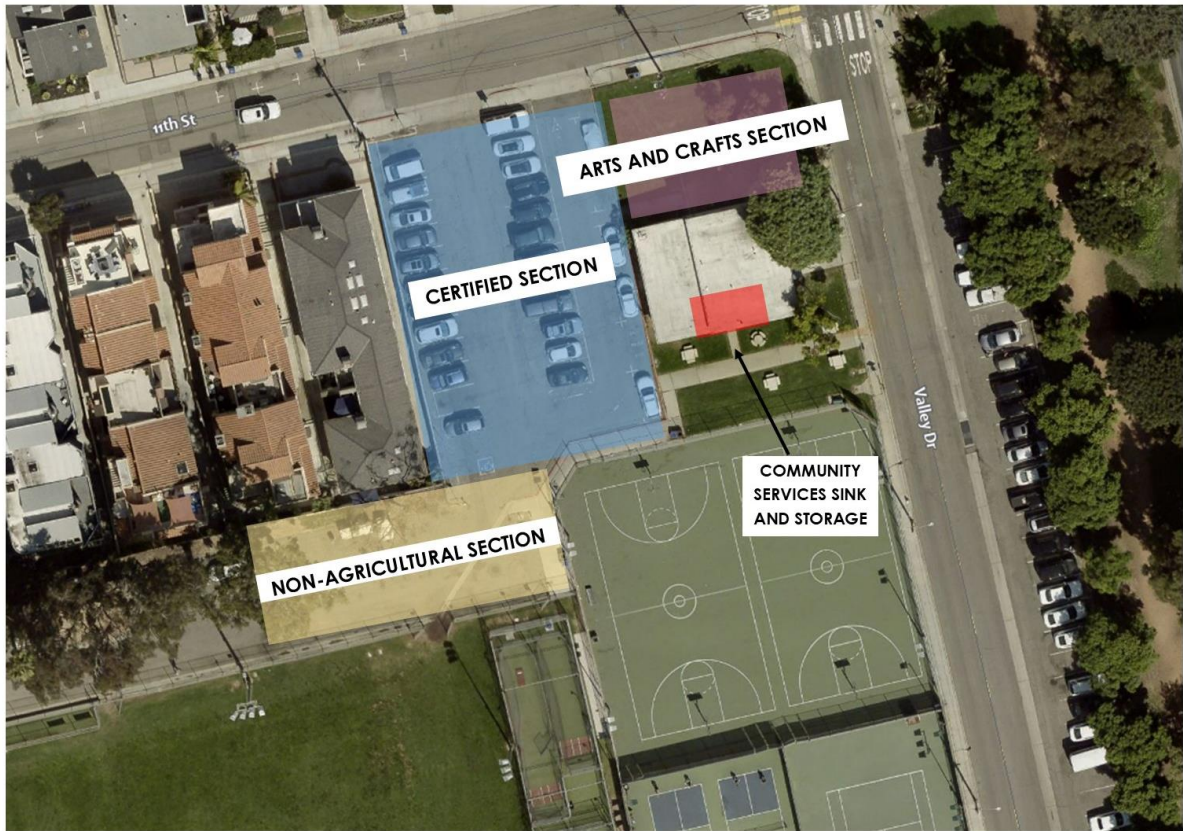 STOP
STOP
11th St
ARTS AND CRAFTS SECTION
CERTIFIED SECTION
Valley Dr
COMMUNITY
SERVICES SINK
AND STORAGE
NON-AGRICULTURAL SECTION